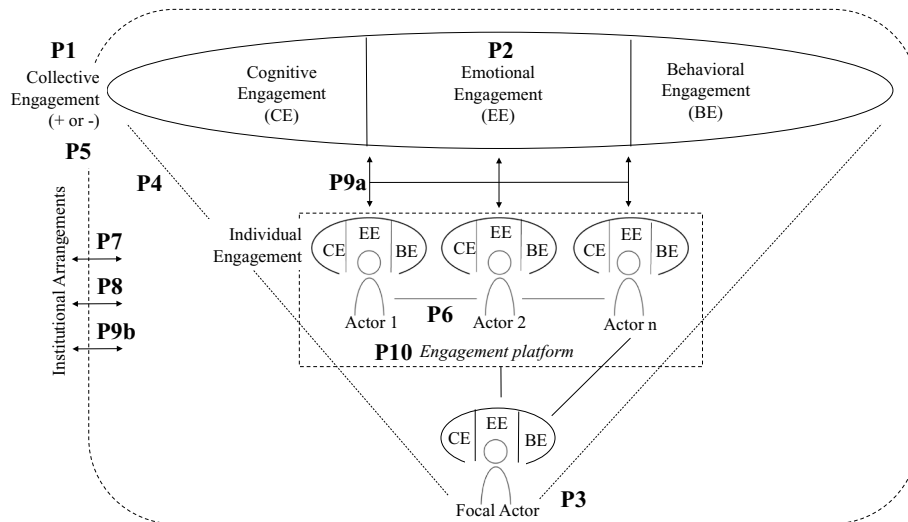 P1
Collective
Engagement
(+ or -)
P5
Cognitive
Engagement
(CE)
P2
Emotional
Engagement
(EE)
Behavioral
Engagement
(BE)
P4
P9a
Institutional Arrangements
P7
P8
P9b
Individual
Engagement
CE
EE
BE
CE
EE
BE
CE
EE
BE
P6
Actor 1
Actor 2
Actor n
P10 Engagement platform
CE
EE
BE
Focal Actor
P3